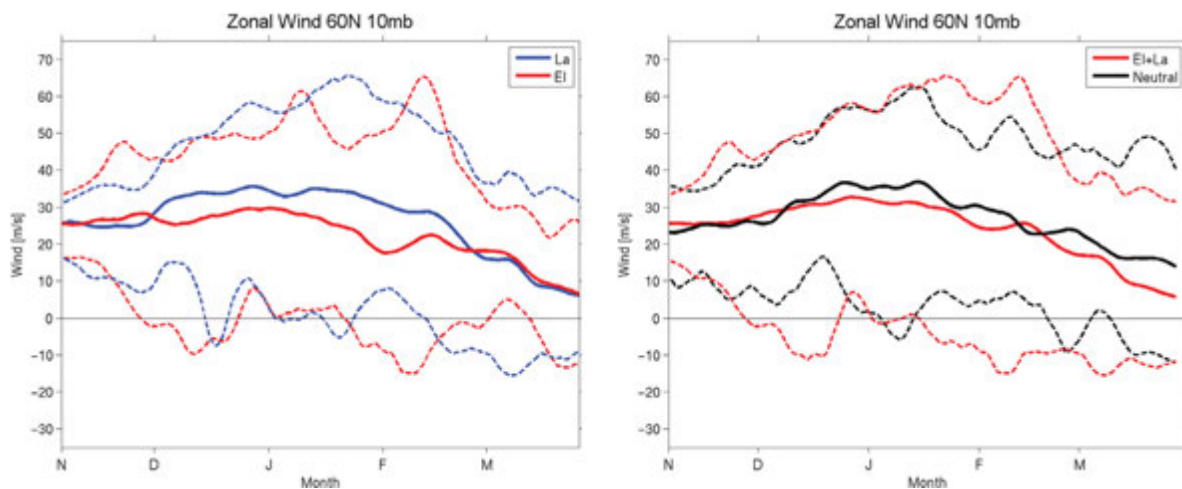 Zonal Wind 60N 10mb
La
El
Wind [m/s]
70
60
50
40
30
20
10
0
−10
−20
−30
N
D
J
F
M
Month
Zonal Wind 60N 10mb
El+La
Neutral
Wind [m/s]
70
60
50
40
30
20
10
0
−10
−20
−30
N
D
J
F
M
Month